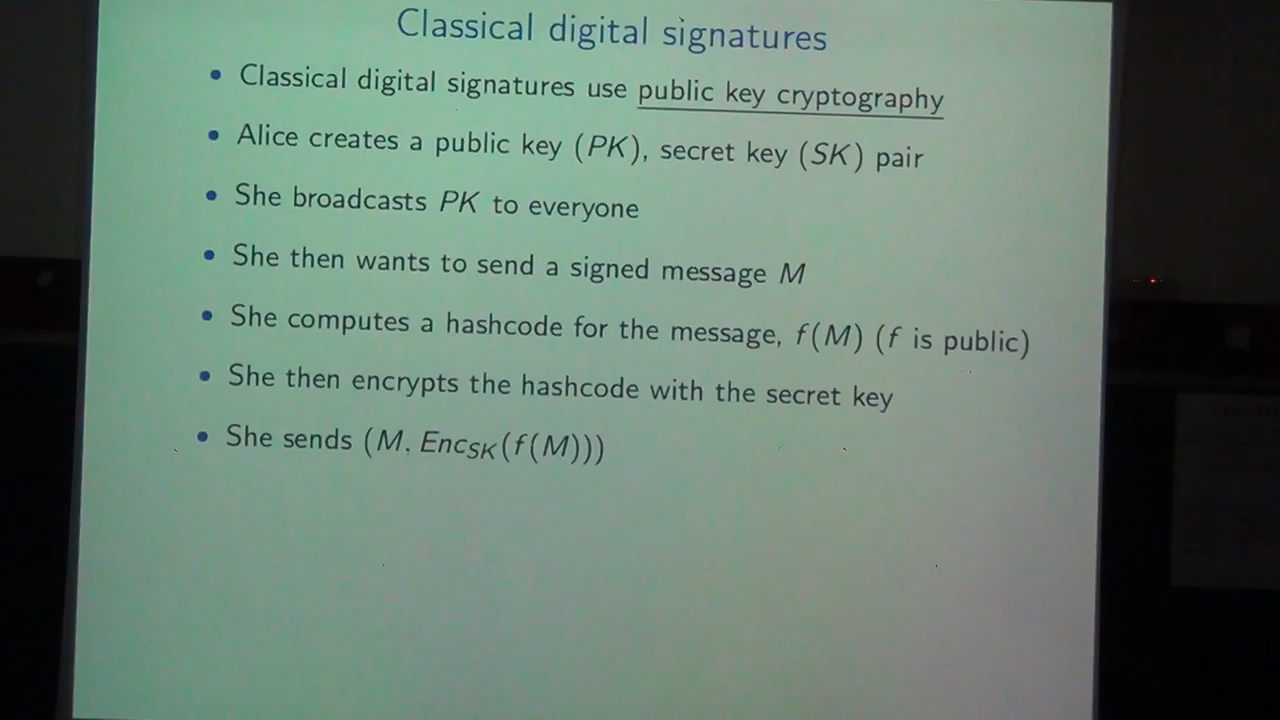 Classical digital signatures
• Classical digital signatures use public key cryptography
• Alice creates a public key (PK), secret key (SK) pair
• She broadcasts PK to everyone
• She then wants to send a signed message M
• She computes a hashcode for the message, f(M) (f is public)
• She then encrypts the hashcode with the secret key
• She sends (M, Enc_SK(f(M)))